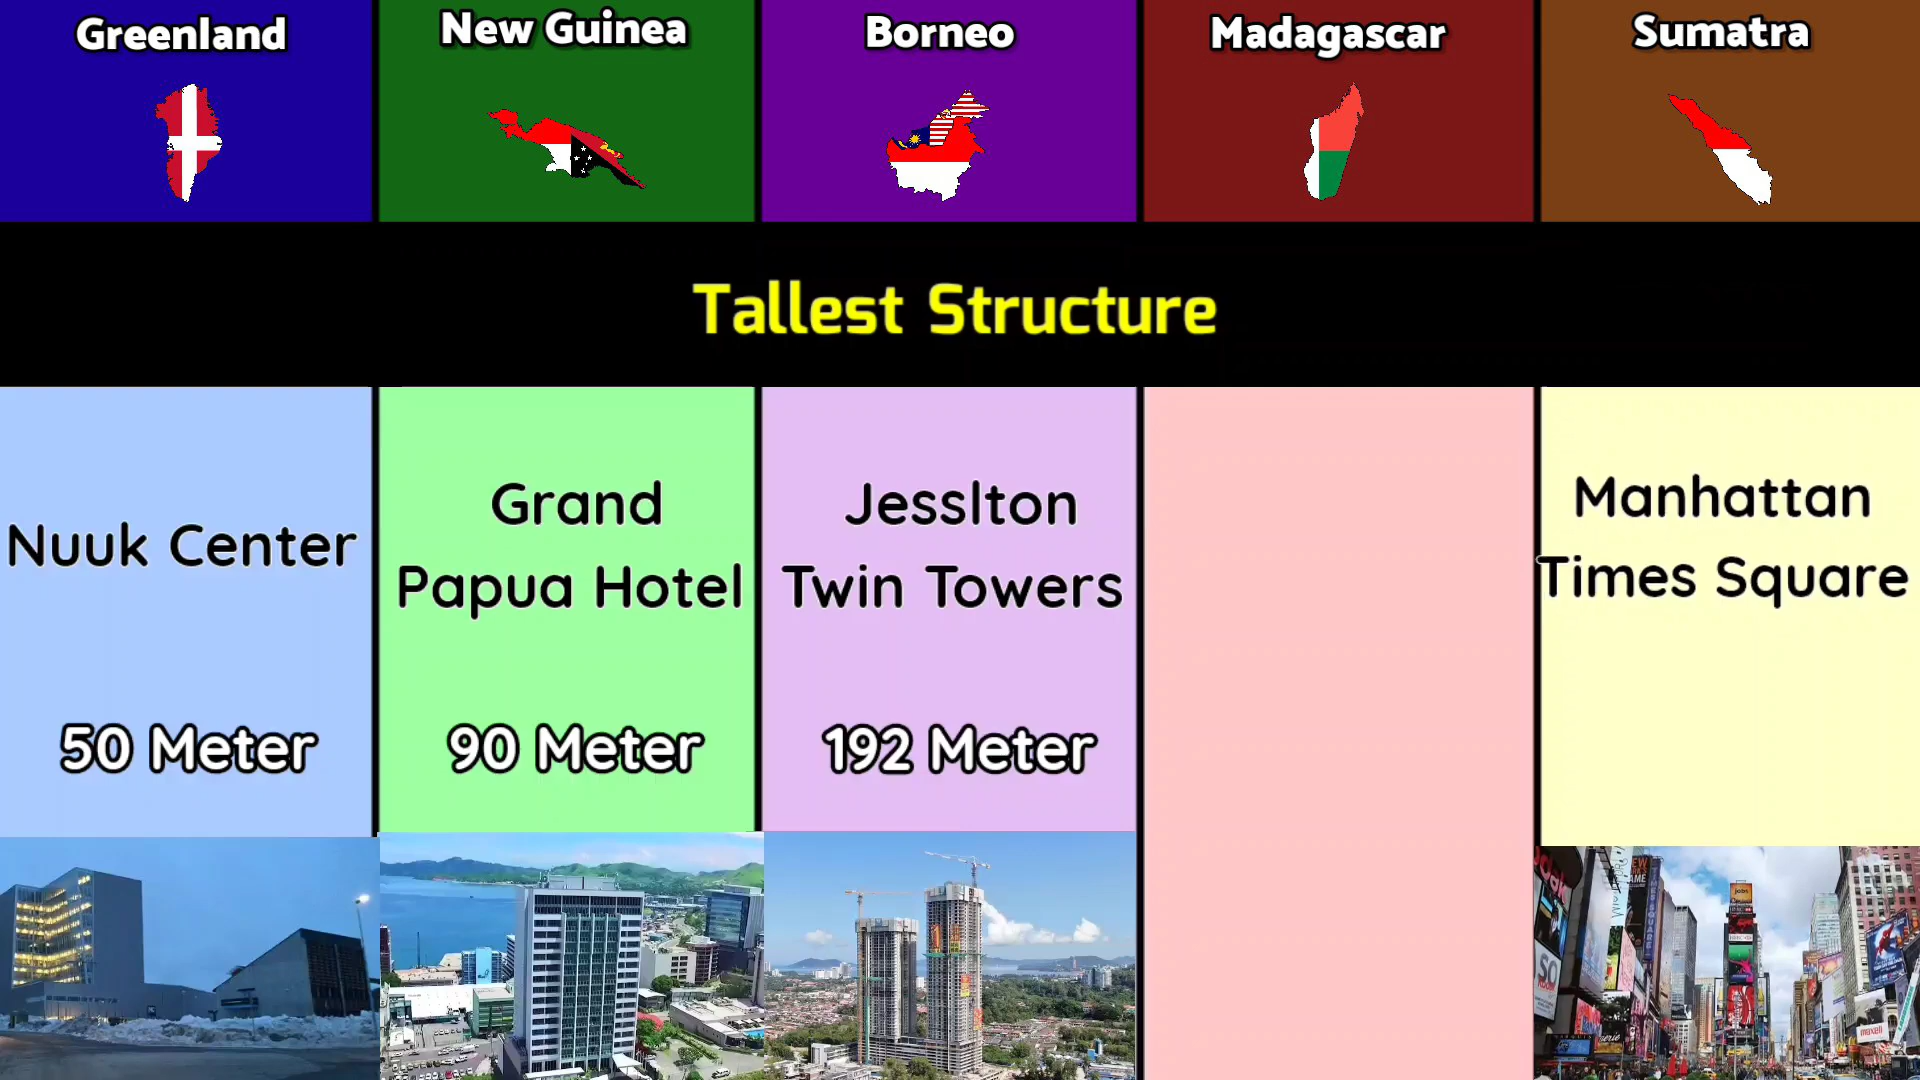 Greenland
New Guinea
Borneo
Madagascar
Sumatra
Tallest Structure
Nuuk Center
50 Meter
Grand
Papua Hotel
90 Meter
Jesslton
Twin Towers
192 Meter
Manhattan
Times Square